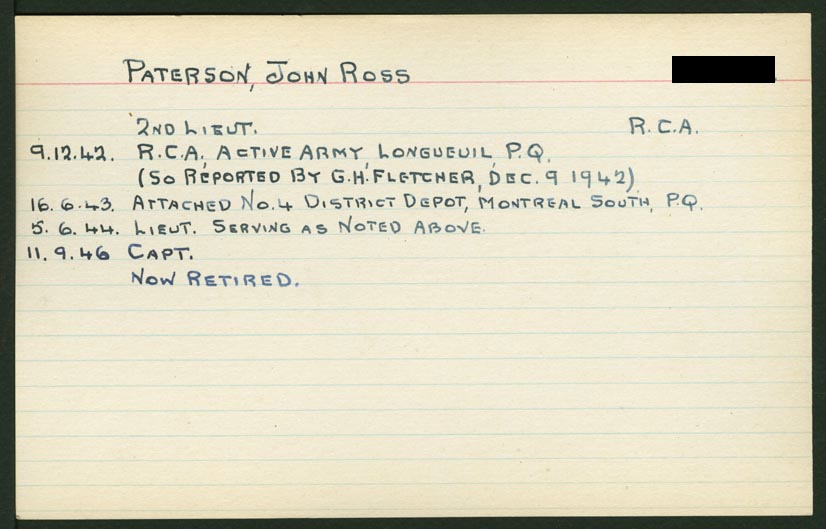 PATERSON, JOHN ROSS
2ND LIEUT. R.C.A.
9.12.42. R.C.A, ACTIVE ARMY, LONGUEUIL, P.Q.
(SO REPORTED BY G.H. FLETCHER, DEC. 9 1942)
16.6.43. ATTACHED NO.4 DISTRICT DEPOT, MONTREAL SOUTH, P.Q.
5.6.44. LIEUT. SERVING AS NOTED ABOVE.
11.9.46 CAPT.
NOW RETIRED.